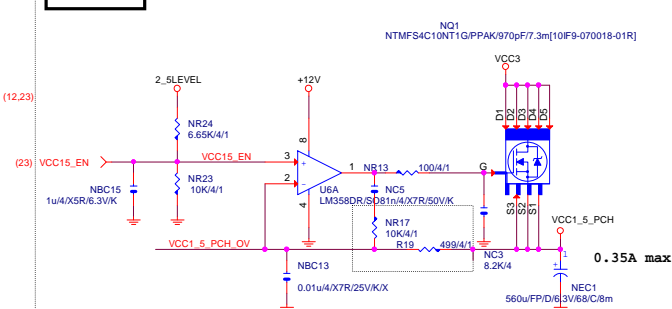 NQ1
NTMFS4C10NT1G/PPAK/970pF/7.3m[10IF9-070018-01R]
VCC3
2_5LEVEL
+12V
(12,23)
D1
D2
D3
D4
D5
NR24
6.65K/4/1
8
(23)
VCC15_EN
VCC15_EN
3
+
1
NR13
100/4/1
G
2
-
NR23
10K/4/1
NBC15
1u/4/X5R/6.3V/K
4
U6A
LM358DR/SO81n/4/X7R/50V/K
NC5
S3
S2
S1
NR17
10K/4/1
VCC1_5_PCH
VCC1_5_PCH_OV
R19
499/4/1
NC3
8.2K/4
1
+
0.35A max
NBC13
0.01u/4/X7R/25V/K/X
NEC1
560u/FP/D/6.3V/68/C/8m